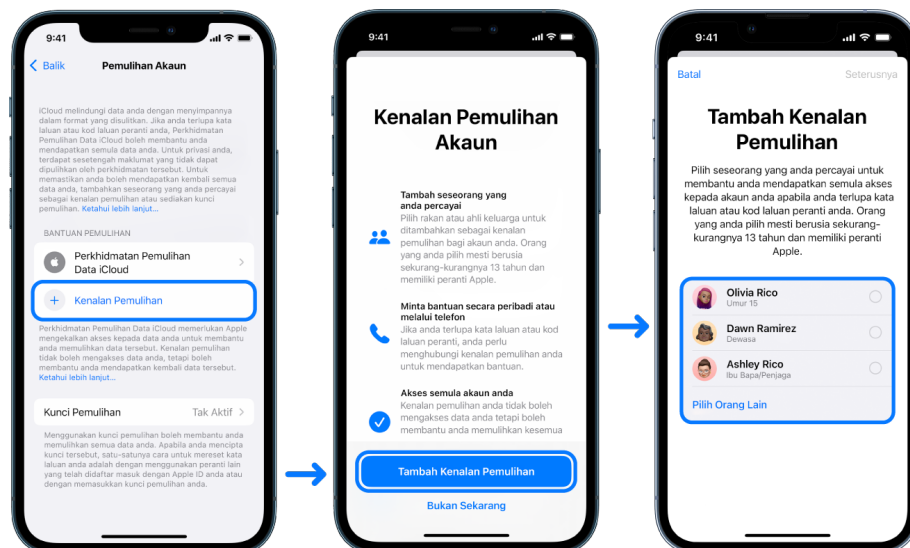 9:41
Balik
Pemulihan Akaun
iCloud melindungi data anda dengan menyimpannya
dalam format yang disulitkan. Jika anda terlupa kata
laluan atau kod laluan peranti anda, Perkhidmatan
Pemulihan Data iCloud boleh membantu anda
mendapatkan semula data anda. Untuk privasi anda,
terdapat sesetengah maklumat yang tidak dapat
dipulihkan oleh perkhidmatan tersebut. Untuk
memastikan anda boleh mendapatkan kembali semua
data anda, tambahkan seseorang yang anda percayai
sebagai kenalan pemulihan atau sediakan kunci
pemulihan. Ketahui lebih lanjut...
BANTUAN PEMULIHAN
Perkhidmatan Pemulihan
Data iCloud
Kenalan Pemulihan
Perkhidmatan Pemulihan Data iCloud memerlukan Apple
mengekalkan akses kepada data anda untuk membantu
anda memulihkan data tersebut. Kenalan pemulihan
tidak boleh mengakses data anda, tetapi boleh
membantu anda mendapatkan kembali data tersebut.
Ketahui lebih lanjut...
Kunci Pemulihan
Tak Aktif
Menggunakan kunci pemulihan boleh membantu anda
memulihkan semua data anda. Apabila anda mencipta
kunci tersebut, satu-satunya cara untuk mereset kata
laluan anda adalah dengan menggunakan peranti lain
yang telah didaftar masuk dengan Apple ID anda atau
dengan memasukkan kunci pemulihan anda.
9:41
Kenalan Pemulihan
Akaun
Tambah seseorang yang
anda percayai
Pilih rakan atau ahli keluarga untuk
ditambahkan sebagai kenalan
pemulihan bagi akaun anda. Orang
yang anda pilih mesti berusia
sekurang-kurangnya 13 tahun dan
memiliki peranti Apple.
Minta bantuan secara peribadi atau
melalui telefon
Jika anda terlupa kata laluan atau kod
laluan peranti, anda perlu
menghubungi kenalan pemulihan anda
untuk mendapatkan bantuan.
Akses semula akaun anda
Kenalan pemulihan anda tidak boleh
mengakses data anda tetapi boleh
membantu anda memulihkan kesemua
Tambah Kenalan Pemulihan
Bukan Sekarang
9:41
Batal
Seterusnya
Tambah Kenalan
Pemulihan
Pilih seseorang yang anda percayai untuk
membantu anda mendapatkan semula akses
kepada akaun anda apabila anda terlupa kata
laluan atau kod laluan peranti anda. Orang
yang anda pilih mesti berusia sekurang-
kurangnya 13 tahun dan memiliki peranti
Apple.
Olivia Rico
Umur 15
Dawn Ramirez
Dewasa
Ashley Rico
Ibu Bapa/Penjaga
Pilih Orang Lain